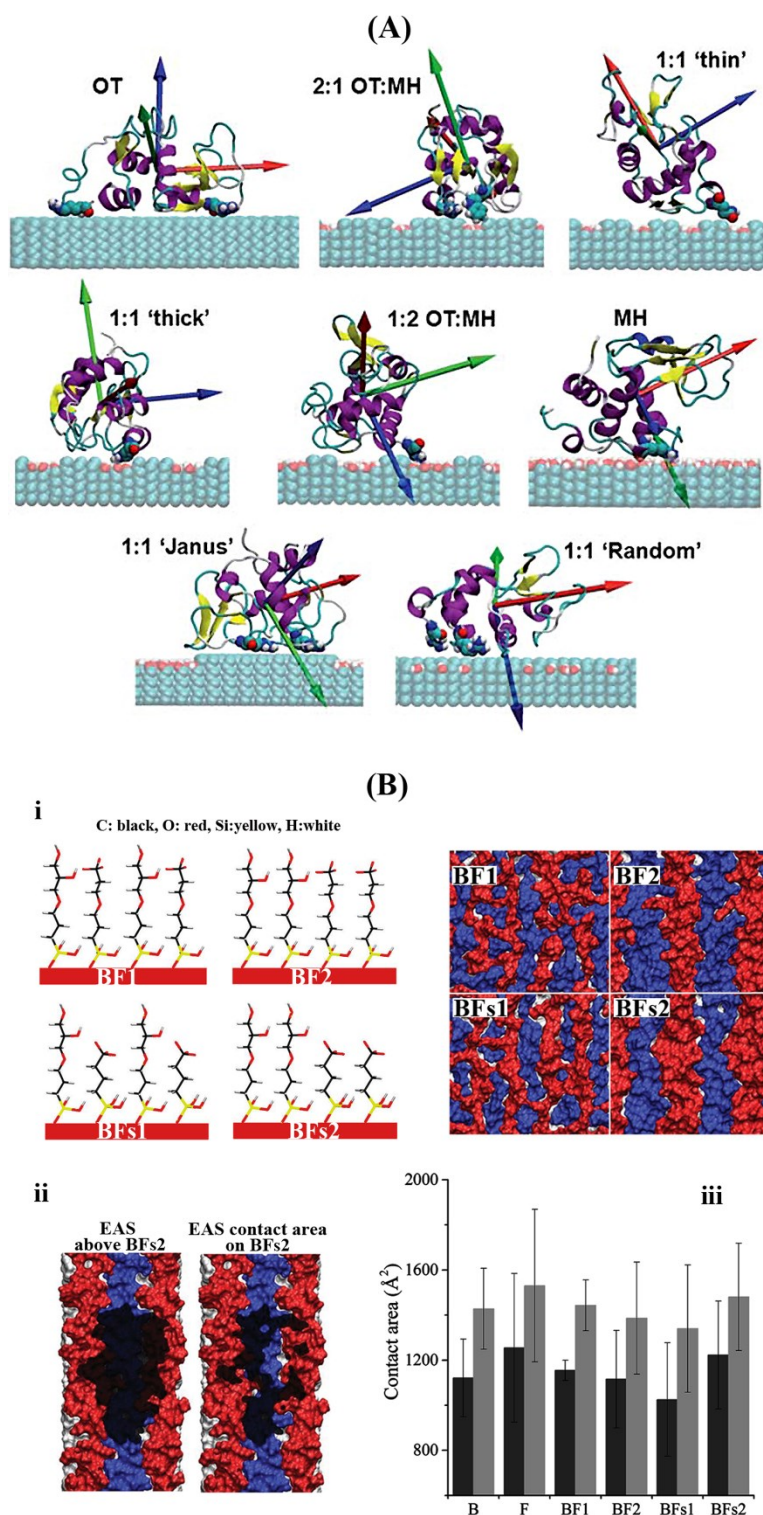 (A)
OT
2:1 OT:MH
1:1 'thin'
1:1 'thick'
1:2 OT:MH
MH
1:1 'Janus'
1:1 'Random'
(B)
i
C: black, O: red, Si:yellow, H:white
BF1
BF2
BFs1
BFs2
BF1
BF2
BFs1
BFs2
ii
EAS
above BFs2
EAS contact area
on BFs2
iii
Contact area (Å²)
2000
1600
1200
800
B F BF1 BF2 BFs1 BFs2